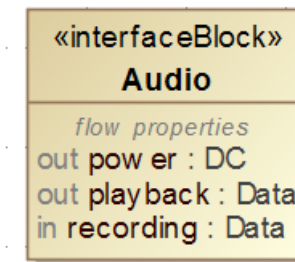 «interfaceBlock»
Audio
flow properties
out power : DC
out playback : Data
in recording : Data